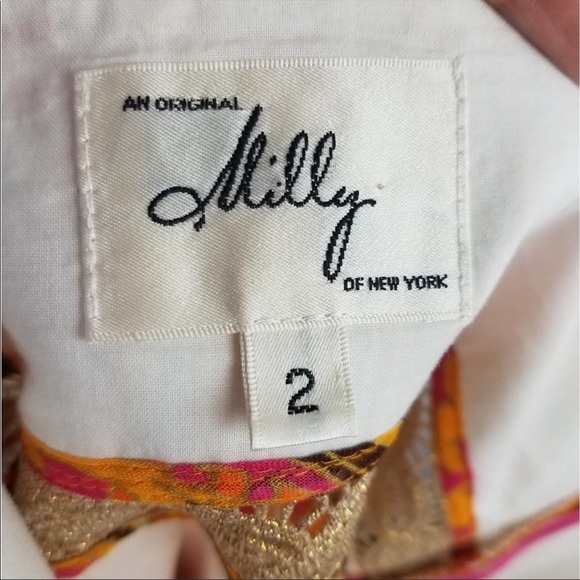 AN ORIGINAL
Milly
OF NEW YORK
2